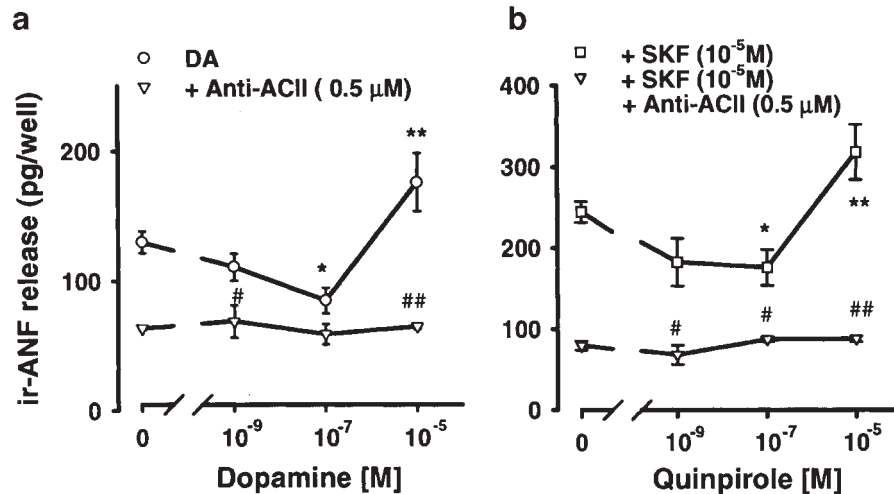 a
DA
+ Anti-ACII ( 0.5 μM)
ir-ANF release (pg/well)
200
100
0
**
*
#
##
0
10-9
10-7
10-5
Dopamine [M]
b
+ SKF (10-5M)
+ SKF (10-5M)
+ Anti-ACII (0.5 μM)
400
300
200
100
0
*
**
#
#
##
0
10-9
10-7
10-5
Quinpirole [M]